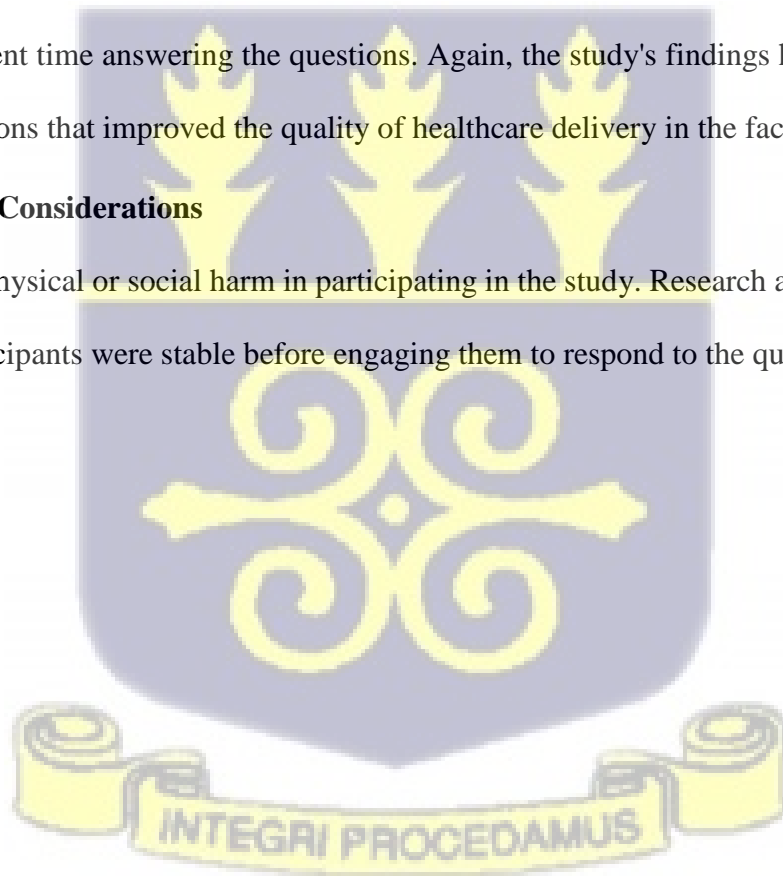 ent time answering the questions. Again, the study's findings
ons that improved the quality of healthcare delivery in the fac
Considerations
hysical or social harm in participating in the study. Research a
cipants were stable before engaging them to respond to the qu
INTEGRI PROCEDAMUS